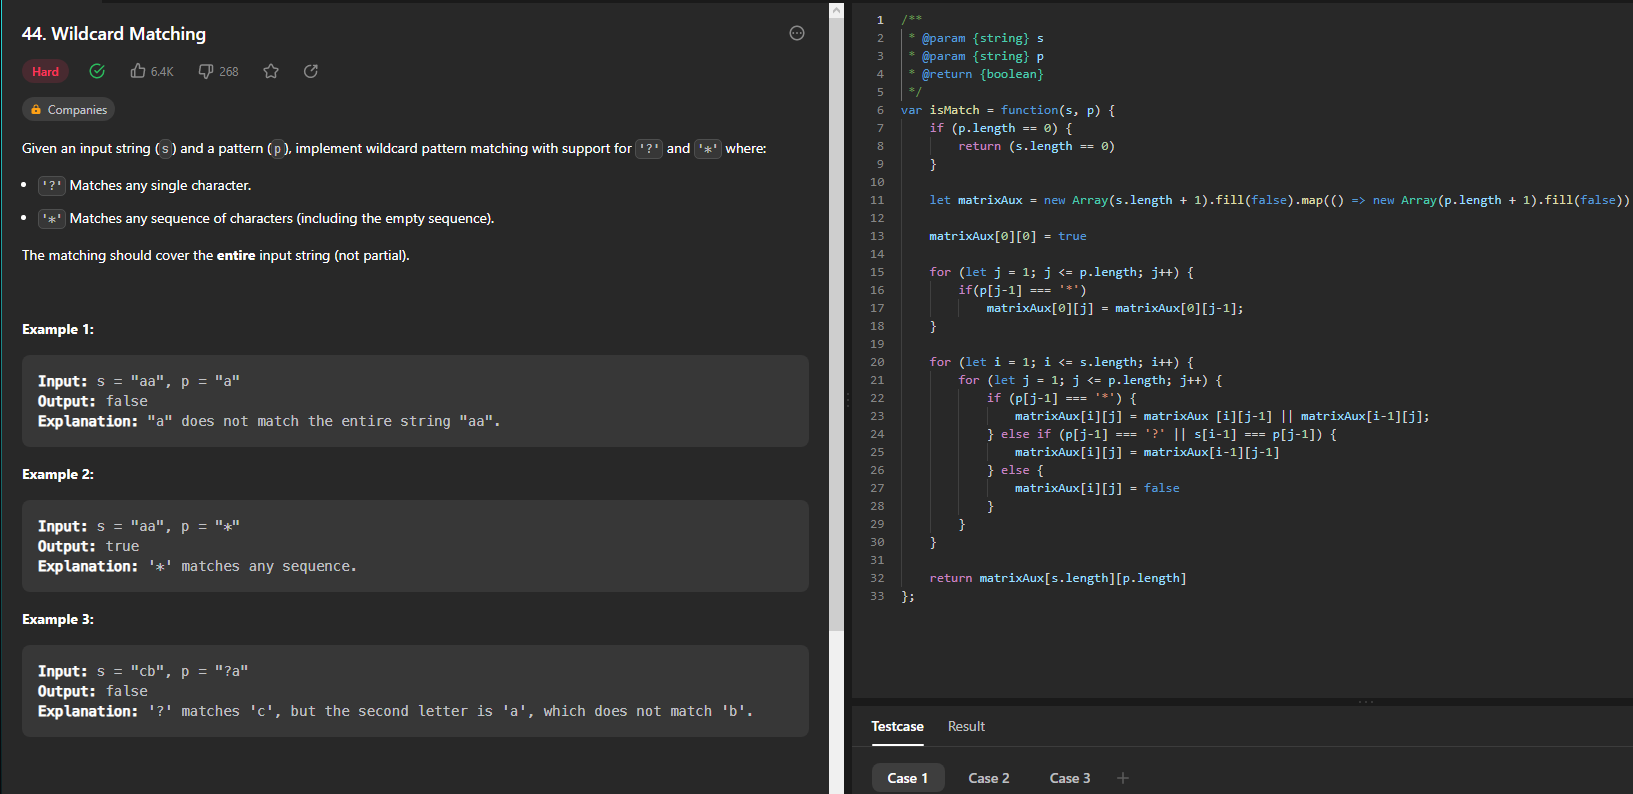 44. Wildcard Matching
Hard 6.4K 268
Companies
Given an input string (s) and a pattern (p), implement wildcard pattern matching with support for '?' and '*' where:
• '?' Matches any single character.
• '*' Matches any sequence of characters (including the empty sequence).
The matching should cover the entire input string (not partial).
Example 1:
Input: s = "aa", p = "a"
Output: false
Explanation: "a" does not match the entire string "aa".
Example 2:
Input: s = "aa", p = "*"
Output: true
Explanation: '*' matches any sequence.
Example 3:
Input: s = "cb", p = "?a"
Output: false
Explanation: '?' matches 'c', but the second letter is 'a', which does not match 'b'.
1 /**
2  * @param {string} s
3  * @param {string} p
4  * @return {boolean}
5  */
6 var isMatch = function(s, p) {
7     if (p.length == 0) {
8         return (s.length == 0)
9     }
10
11     let matrixAux = new Array(s.length + 1).fill(false).map(() => new Array(p.length + 1).fill(false))
12
13     matrixAux[0][0] = true
14
15     for (let j = 1; j <= p.length; j++) {
16         if(p[j-1] === '*')
17             matrixAux[0][j] = matrixAux[0][j-1];
18     }
19
20     for (let i = 1; i <= s.length; i++) {
21         for (let j = 1; j <= p.length; j++) {
22             if (p[j-1] === '*') {
23                 matrixAux[i][j] = matrixAux [i][j-1] || matrixAux[i-1][j];
24             } else if (p[j-1] === '?' || s[i-1] === p[j-1]) {
25                 matrixAux[i][j] = matrixAux[i-1][j-1]
26             } else {
27                 matrixAux[i][j] = false
28             }
29         }
30     }
31
32     return matrixAux[s.length][p.length]
33 };
Testcase Result
Case 1 Case 2 Case 3 +